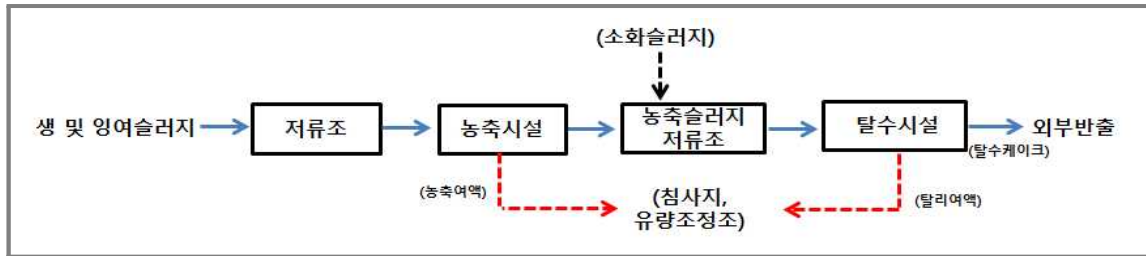 (소화슬러지)
생 및 잉여슬러지
저류조
농축시설
농축슬러지
저류조
탈수시설
외부반출
(탈수케이크)
(농축여액)
(침사지,
유량조정조)
(탈리여액)